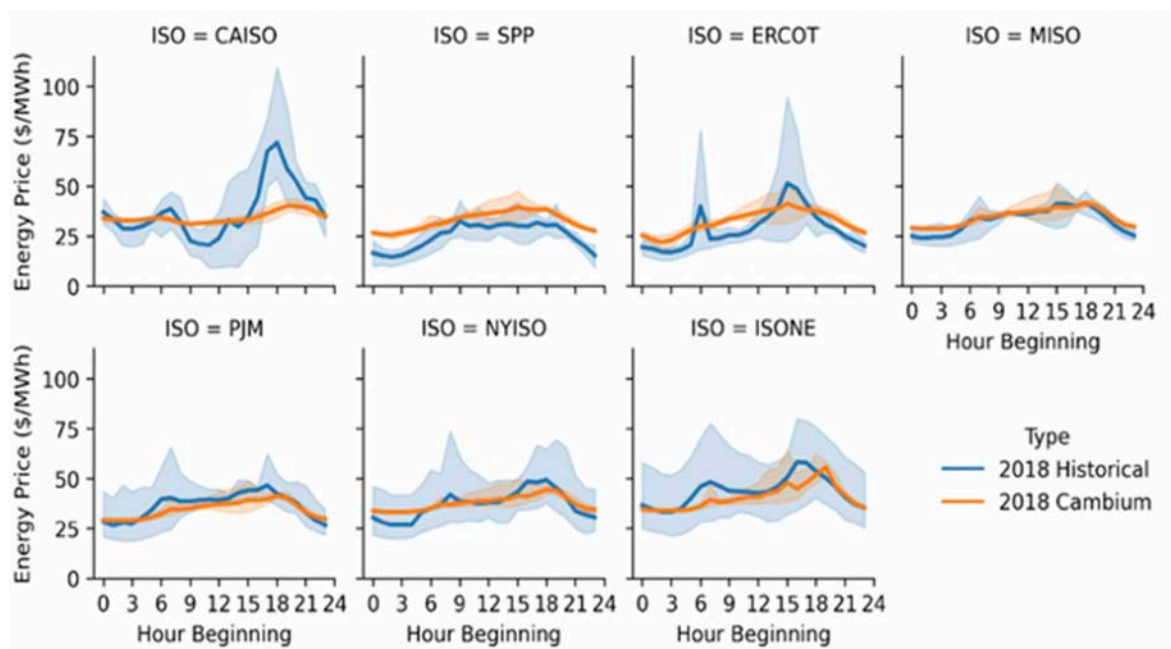 ISO = CAISO
ISO = SPP
ISO = ERCOT
ISO = MISO
Energy Price ($/MWh)
100
75
50
25
0
0 3 6 9 12 15 18 21 24
Hour Beginning
ISO = PJM
ISO = NYISO
ISO = ISONE
Energy Price ($/MWh)
100
75
50
25
0
0 3 6 9 12 15 18 21 24
Hour Beginning
0 3 6 9 12 15 18 21 24
Hour Beginning
0 3 6 9 12 15 18 21 24
Hour Beginning
Type
2018 Historical
2018 Cambium